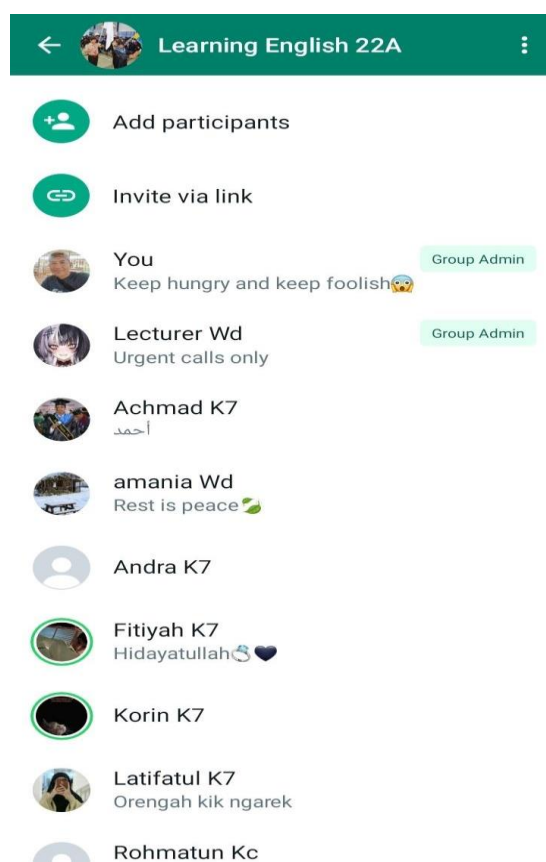 Learning English 22A
Add participants
Invite via link
You
Group Admin
Keep hungry and keep foolish😱
Lecturer Wd
Group Admin
Urgent calls only
Achmad K7
أحمد
amania Wd
Rest is peace🍃
Andra K7
Fitiyah K7
Hidayatullah💍🖤
Korin K7
Latifatul K7
Orengah kik ngarek
Rohmatun Kc